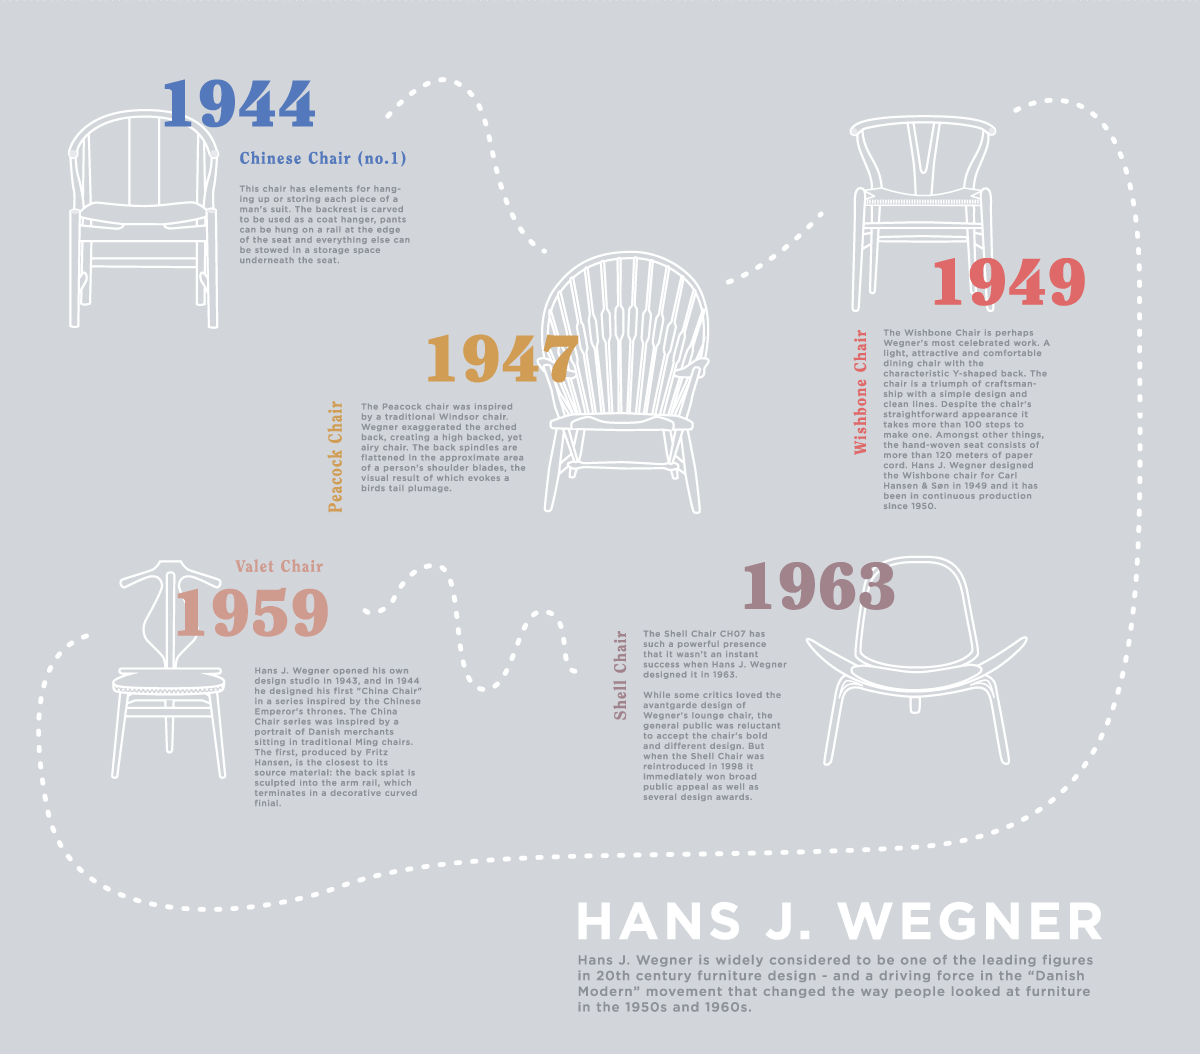 1944
Chinese Chair (no.1)
This chair has elements for hang-
ing up or storing each piece of a
man's suit. The backrest is carved
to be used as a coat hanger, pants
can be hung on a rail at the edge
of the seat and everything else can
be stowed in a storage space
underneath the seat.
1947
Peacock Chair
The Peacock chair was inspired
by a traditional Windsor chair.
Wegner exaggerated the arched
back, creating a high backed, yet
airy chair. The back spindles are
flattened in the approximate area
of a person's shoulder blades, the
visual result of which evokes a
birds tail plumage.
1949
Wishbone Chair
The Wishbone Chair is perhaps
Wegner's most celebrated work. A
light, attractive and comfortable
dining chair with the
characteristic Y-shaped back. The
chair is a triumph of craftsman-
ship with a simple design and
clean lines. Despite the chair's
straightforward appearance it
takes more than 100 steps to
make one. Amongst other things,
the hand-woven seat consists of
more than 120 meters of paper
cord. Hans J. Wegner designed
the Wishbone chair for Carl
Hansen & Søn in 1949 and it has
been in continuous production
since 1950.
Valet Chair
1959
Hans J. Wegner opened his own
design studio in 1943, and in 1944
he designed his first "China Chair"
in a series inspired by the Chinese
Emperor's thrones. The China
Chair series was inspired by a
portrait of Danish merchants
sitting in traditional Ming chairs.
The first, produced by Fritz
Hansen, is the closest to its
source material: the back splat is
sculpted into the arm rail, which
terminates in a decorative curved
finial.
1963
Shell Chair
The Shell Chair CH07 has
such a powerful presence
that it wasn't an instant
success when Hans J. Wegner
designed it in 1963.
While some critics loved the
avantgarde design of
Wegner's lounge chair, the
general public was reluctant
to accept the chair's bold
and different design. But
when the Shell Chair was
reintroduced in 1998 it
immediately won broad
public appeal as well as
several design awards.
HANS J. WEGNER
Hans J. Wegner is widely considered to be one of the leading figures
in 20th century furniture design - and a driving force in the “Danish
Modern” movement that changed the way people looked at furniture
in the 1950s and 1960s.